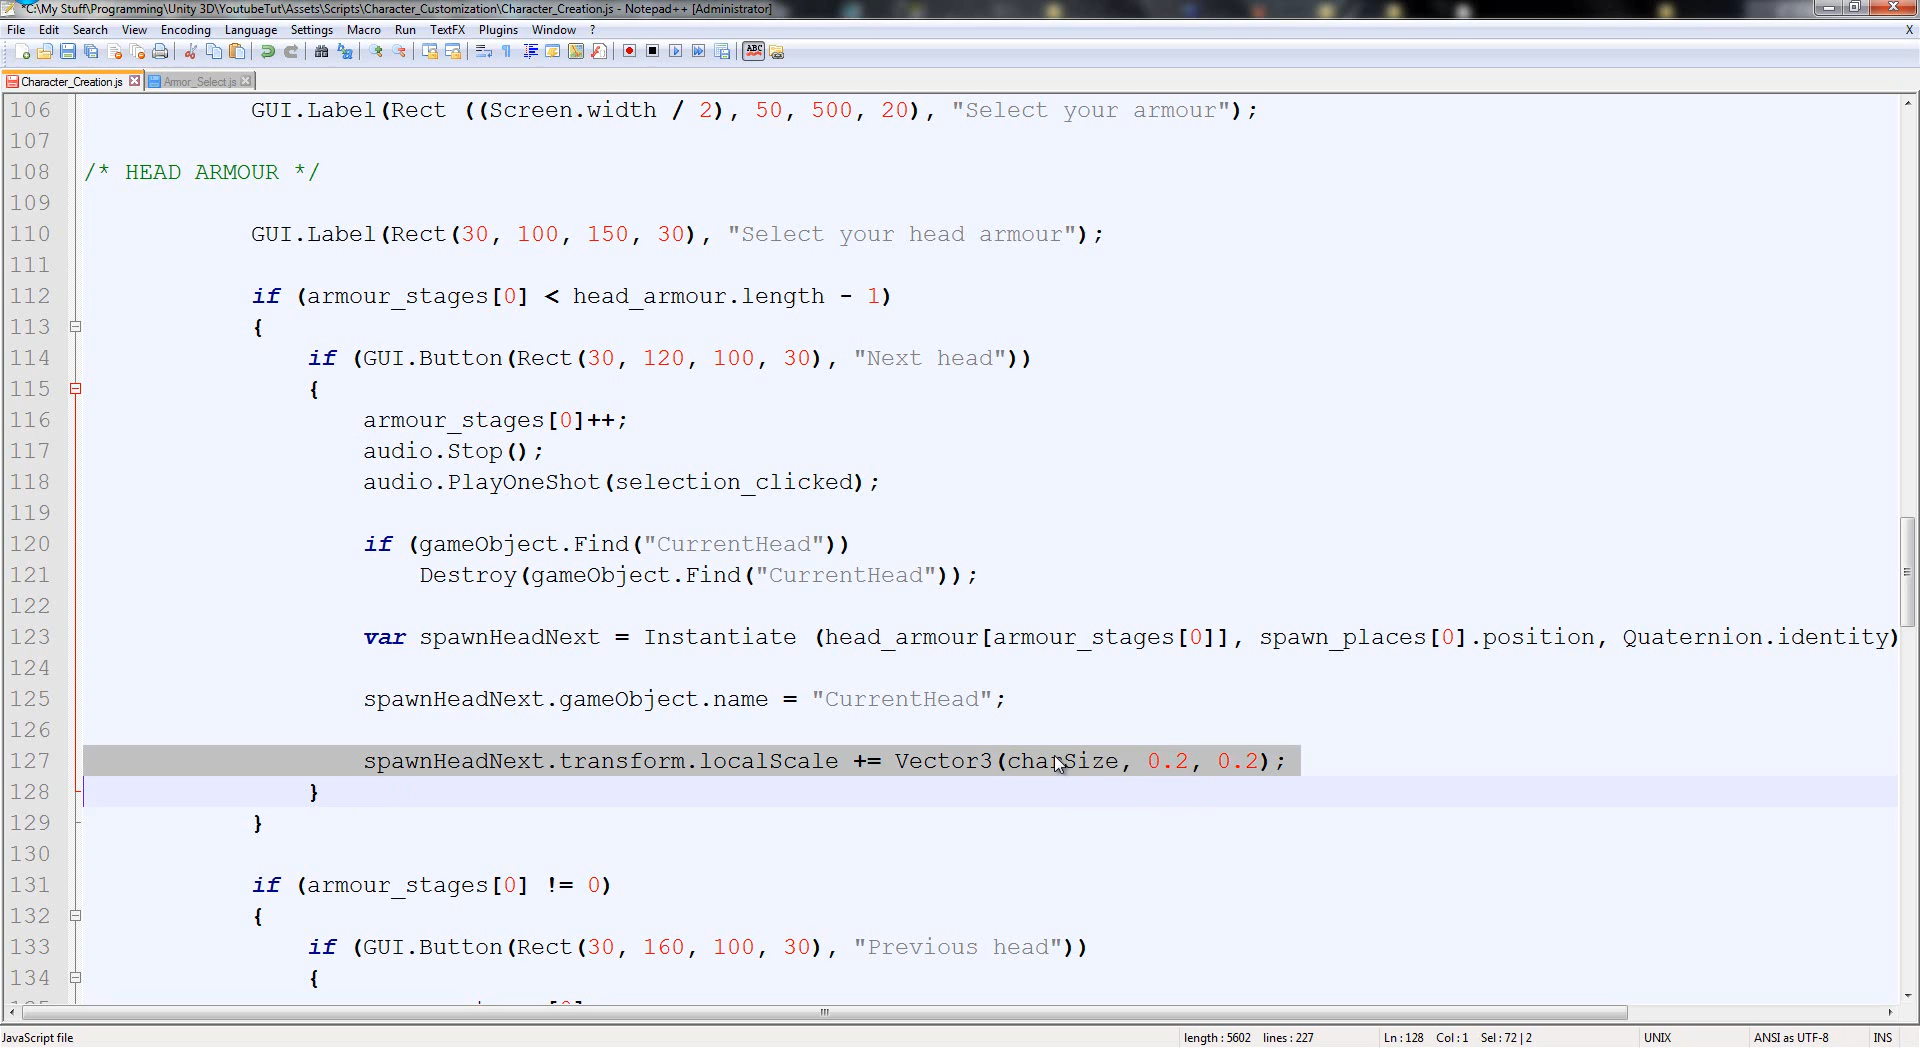 *C:\My Stuff\Programming\Unity 3D\YoutubeTut\Assets\Scripts\Character_Customization\Character_Creation.js - Notepad++ [Administrator]
File Edit Search View Encoding Language Settings Macro Run TextFX Plugins Window ? X
ABC
Character_Creation.js Armor_Select.js
106 GUI.Label(Rect ((Screen.width / 2), 50, 500, 20), "Select your armour");
107
108 /* HEAD ARMOUR */
109
110 GUI.Label(Rect(30, 100, 150, 30), "Select your head armour");
111
112 if (armour_stages[0] < head_armour.length - 1)
113 {
114 if (GUI.Button(Rect(30, 120, 100, 30), "Next head"))
115 {
116 armour_stages[0]++;
117 audio.Stop();
118 audio.PlayOneShot(selection_clicked);
119
120 if (gameObject.Find("CurrentHead"))
121 Destroy(gameObject.Find("CurrentHead"));
122
123 var spawnHeadNext = Instantiate (head_armour[armour_stages[0]], spawn_places[0].position, Quaternion.identity)
124
125 spawnHeadNext.gameObject.name = "CurrentHead";
126
127 spawnHeadNext.transform.localScale += Vector3(charSize, 0.2, 0.2);
128 }
129 }
130
131 if (armour_stages[0] != 0)
132 {
133 if (GUI.Button(Rect(30, 160, 100, 30), "Previous head"))
134 {
JavaScript file length : 5602 lines : 227 Ln : 128 Col : 1 Sel : 72 | 2 UNIX ANSI as UTF-8 INS